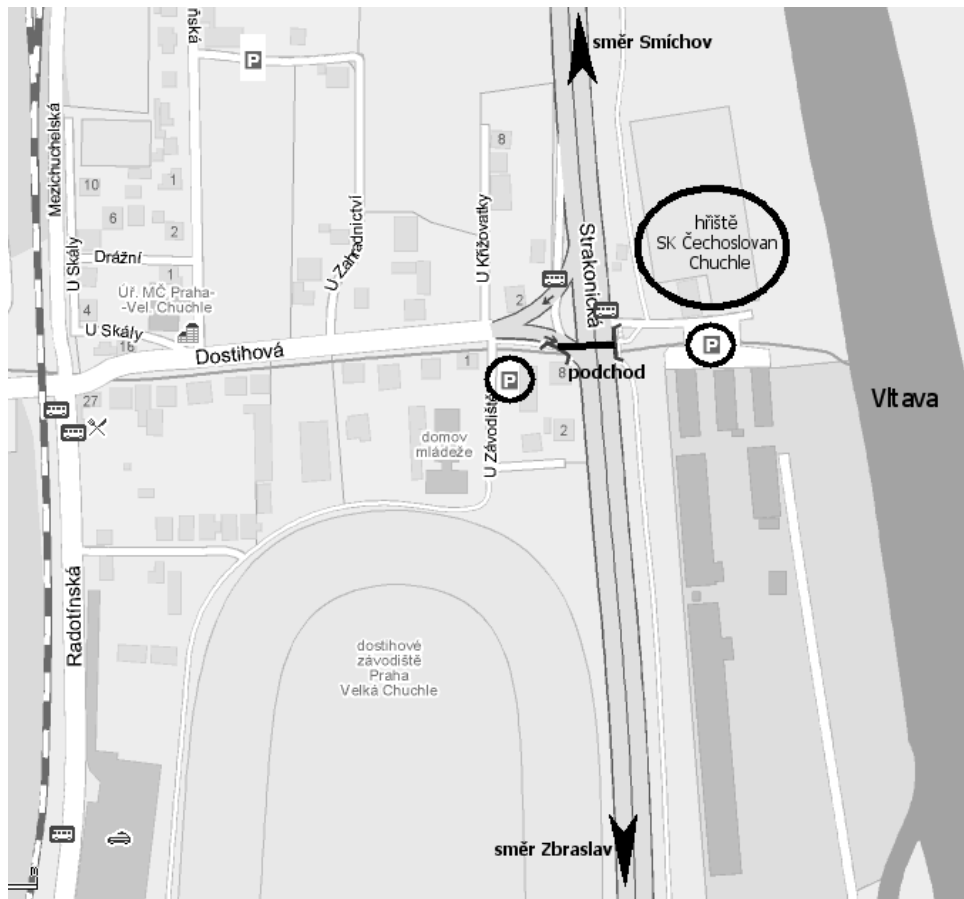 ňská
P
směr Smíchov
Mezichuchelská
8
10
1
6
2
hřiště
SK Čechoslovan
Chuchle
U Skály
Drážní
U Zahradnictví
U Křižovatky
Strakonická
1
Úř. MČ Praha-
-Vel. Chuchle
4
2
U Skály
16
Dostihová
P
1
P
8
podchod
Vltava
27
domov
mládeže
U Závodiště
2
Radotínská
dostihové
závodiště
Praha
Velká Chuchle
směr Zbraslav